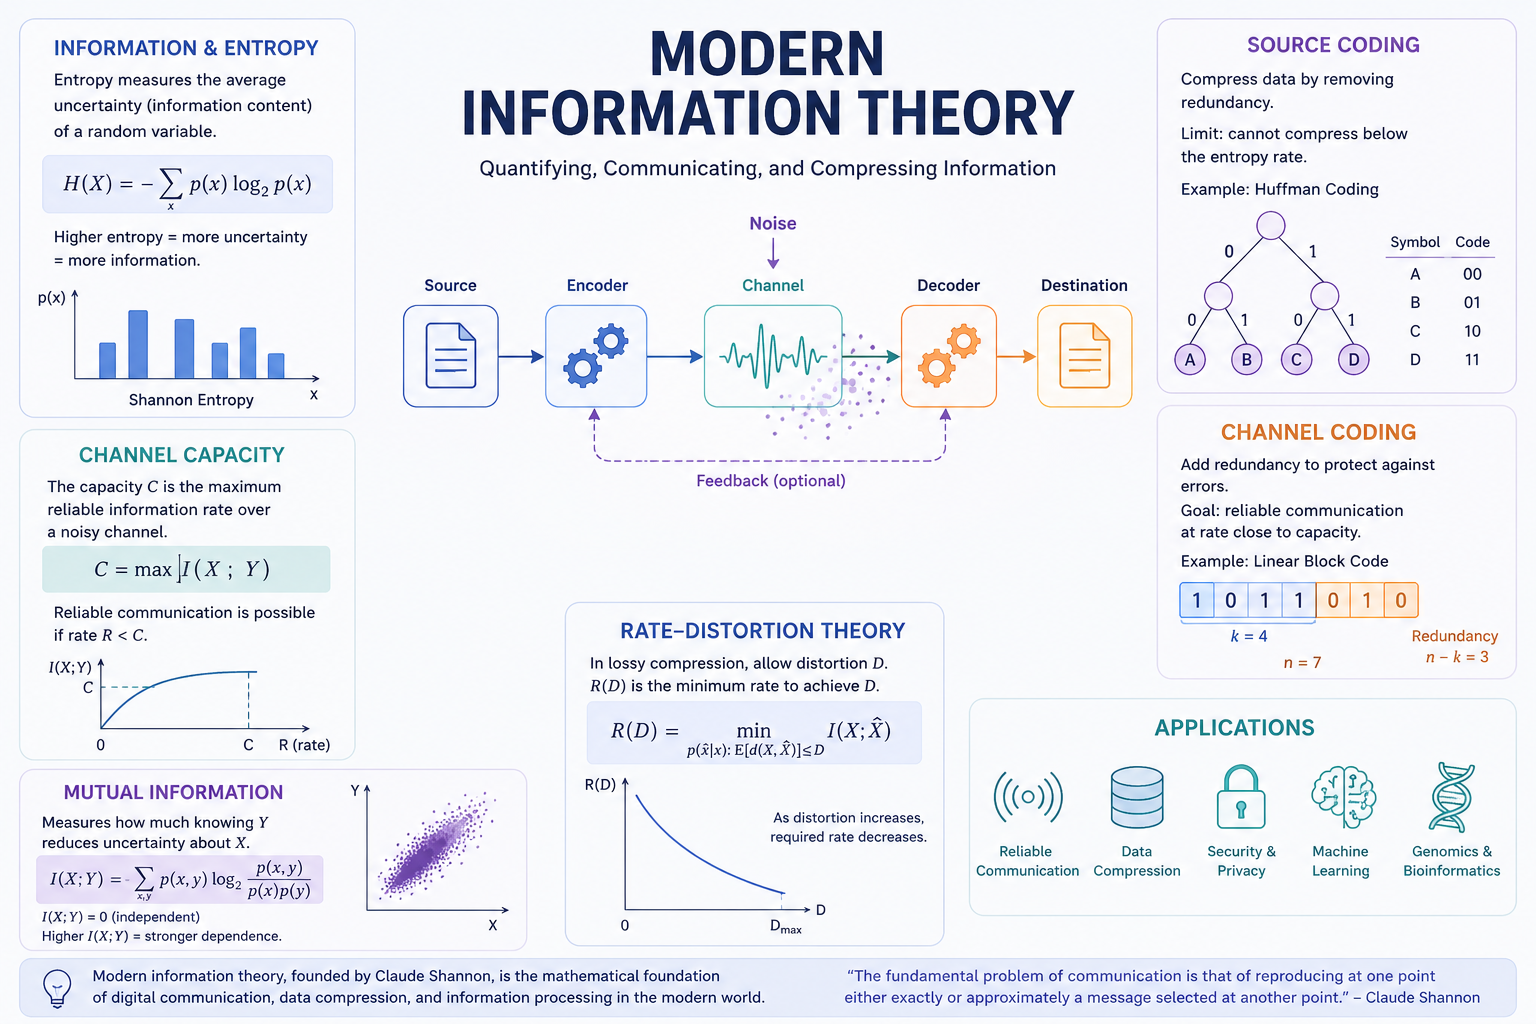 MODERN
INFORMATION THEORY
Quantifying, Communicating, and Compressing Information
INFORMATION & ENTROPY
Entropy measures the average
uncertainty (information content)
of a random variable.
H(X) = − ∑ₓ p(x) log₂ p(x)
Higher entropy = more uncertainty
= more information.
p(x)
x
Shannon Entropy
CHANNEL CAPACITY
The capacity C is the maximum
reliable information rate over
a noisy channel.
C = max I(X ; Y)
Reliable communication is possible
if rate R < C.
I(X;Y)
C
0 C R (rate)
MUTUAL INFORMATION
Measures how much knowing Y
reduces uncertainty about X.
I(X;Y) = - ∑ x,y p(x,y) log₂ p(x,y) / p(x)p(y)
I(X;Y) = 0 (independent)
Higher I(X;Y) = stronger dependence.
Y
X
Noise
Source Encoder Channel Decoder Destination
Feedback (optional)
RATE–DISTORTION THEORY
In lossy compression, allow distortion D.
R(D) is the minimum rate to achieve D.
R(D) = min I(X;X̂)
p(x̂|x): E[d(X,X̂)]≤D
R(D)
As distortion increases,
required rate decreases.
D
0 Dmax
SOURCE CODING
Compress data by removing
redundancy.
Limit: cannot compress below
the entropy rate.
Example: Huffman Coding
0 1
0 1 0 1
A B C D
Symbol Code
A 00
B 01
C 10
D 11
CHANNEL CODING
Add redundancy to protect against
errors.
Goal: reliable communication
at rate close to capacity.
Example: Linear Block Code
1 0 1 1 0 1 0
k = 4
Redundancy
n − k = 3
n = 7
APPLICATIONS
Reliable
Communication
Data
Compression
Security &
Privacy
Machine
Learning
Genomics &
Bioinformatics
Modern information theory, founded by Claude Shannon, is the mathematical foundation
of digital communication, data compression, and information processing in the modern world.
“The fundamental problem of communication is that of reproducing at one point
either exactly or approximately a message selected at another point.” – Claude Shannon